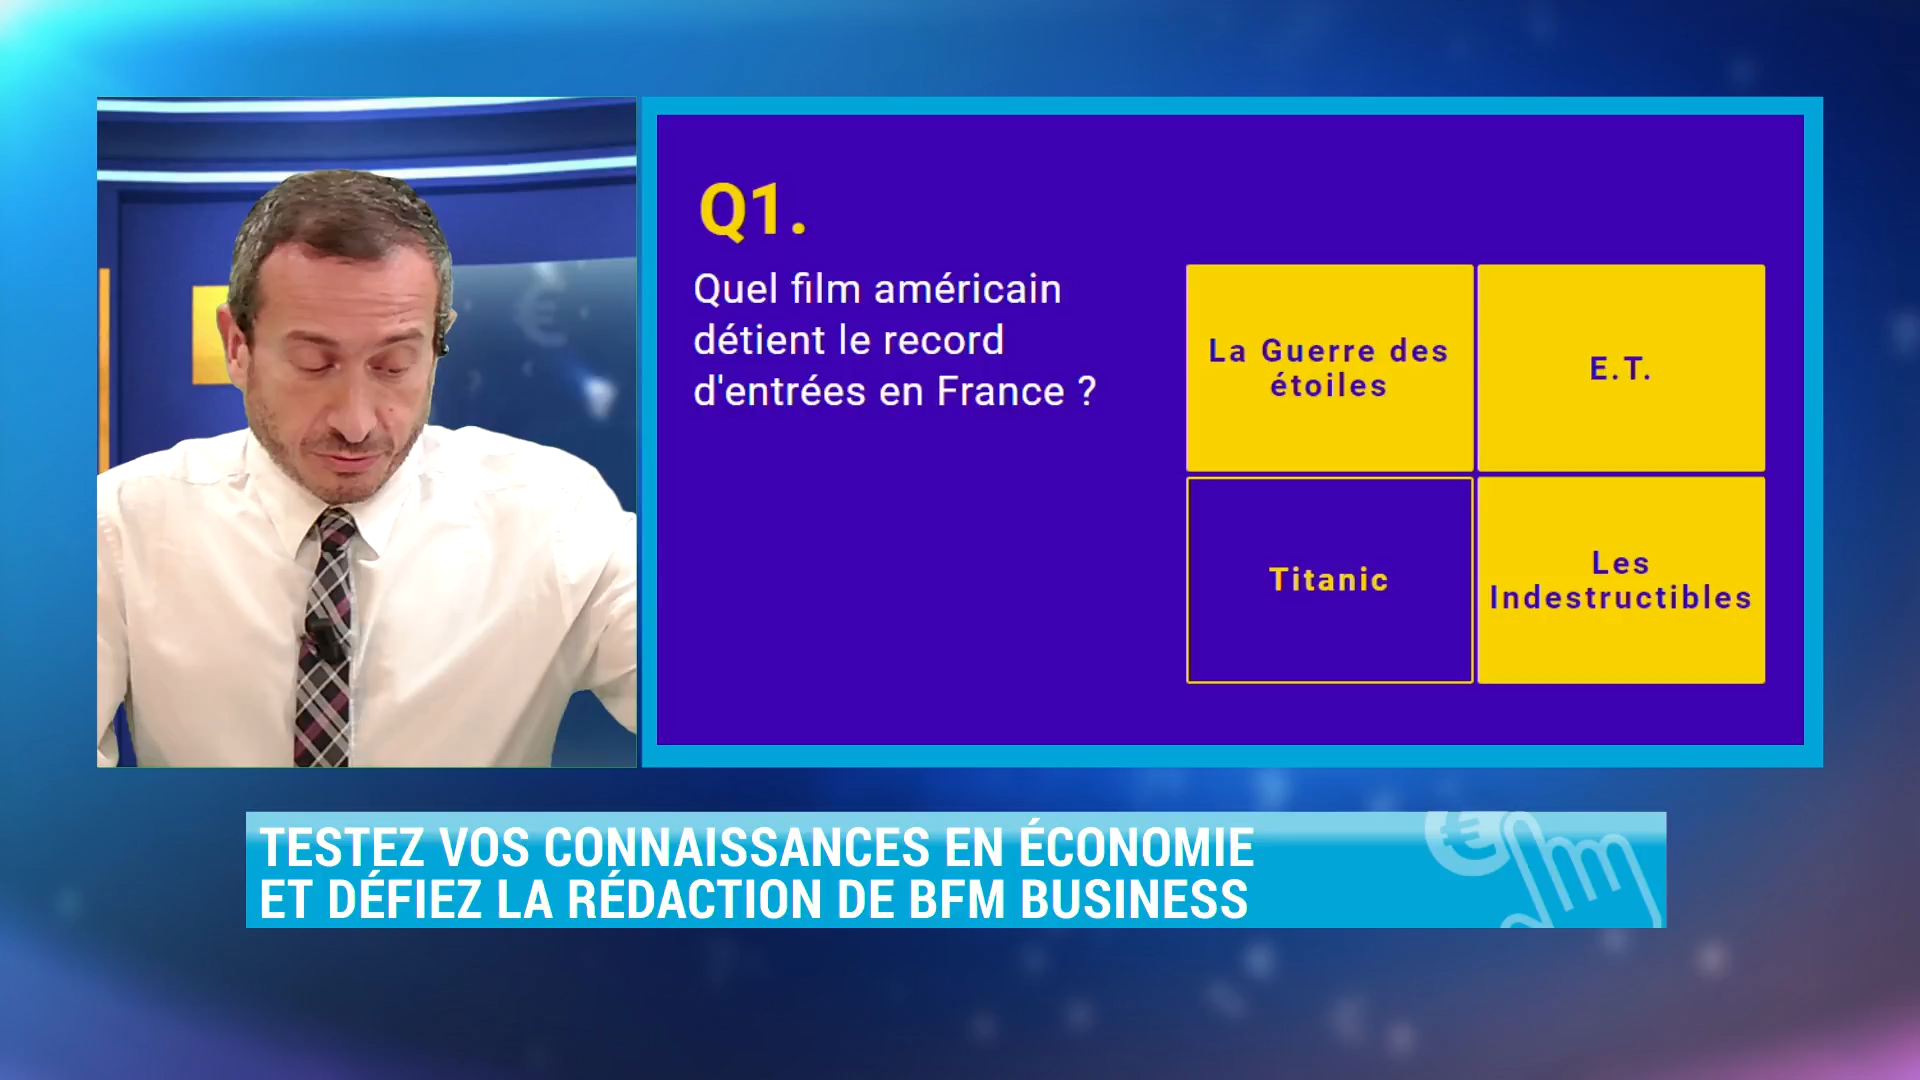 Q1.
Quel film américain
détient le record
d'entrées en France ?
La Guerre des
étoiles
E.T.
Titanic
Les
Indestructibles
TESTEZ VOS CONNAISSANCES EN ÉCONOMIE
ET DÉFIEZ LA RÉDACTION DE BFM BUSINESS